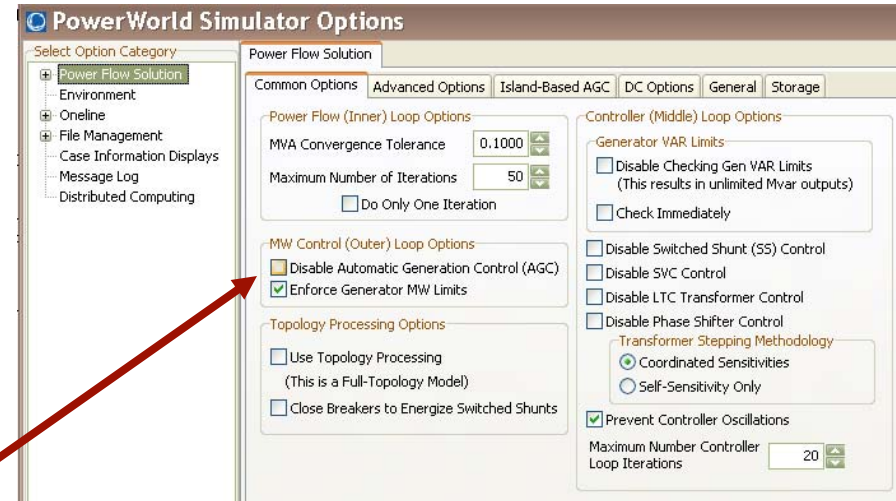 PowerWorld Simulator Options
Select Option Category
Power Flow Solution
Environment
Oneline
File Management
Case Information Displays
Message Log
Distributed Computing
Power Flow Solution
Common Options
Advanced Options
Island-Based AGC
DC Options
General
Storage
Power Flow (Inner) Loop Options
MVA Convergence Tolerance 0.1000
Maximum Number of Iterations 50
Do Only One Iteration
MW Control (Outer) Loop Options
Disable Automatic Generation Control (AGC)
Enforce Generator MW Limits
Topology Processing Options
Use Topology Processing
(This is a Full-Topology Model)
Close Breakers to Energize Switched Shunts
Controller (Middle) Loop Options
Generator VAR Limits
Disable Checking Gen VAR Limits
(This results in unlimited Mvar outputs)
Check Immediately
Disable Switched Shunt (SS) Control
Disable SVC Control
Disable LTC Transformer Control
Disable Phase Shifter Control
Transformer Stepping Methodology
Coordinated Sensitivities
Self-Sensitivity Only
Prevent Controller Oscillations
Maximum Number Controller
Loop Iterations 20